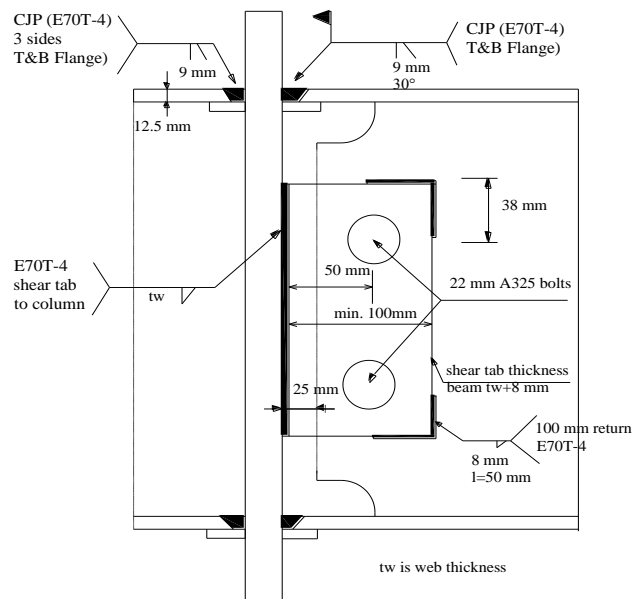 CJP (E70T-4)
3 sides
T&B Flange)
9 mm
CJP (E70T-4)
T&B Flange)
9 mm
30°
12.5 mm
38 mm
E70T-4
shear tab
to column
tw
50 mm
22 mm A325 bolts
min. 100mm
shear tab thickness
beam tw+8 mm
25 mm
100 mm return
E70T-4
8 mm
l=50 mm
tw is web thickness